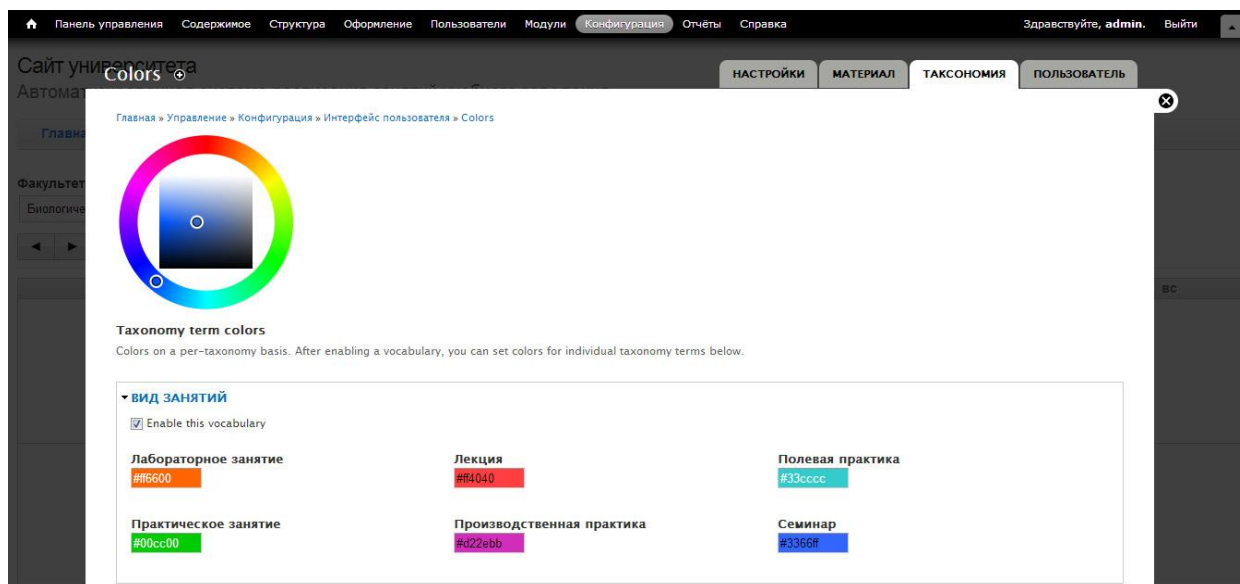 Панель управления Содержимое Структура Оформление Пользователи Модули Конфигурация Отчёты Справка Здравствуйте, admin. Выйти
Сайт университета
Colors
НАСТРОЙКИ МАТЕРИАЛ ТАКСОНОМИЯ ПОЛЬЗОВАТЕЛЬ
Главная » Управление » Конфигурация » Интерфейс пользователя » Colors
Факультет
вс
Taxonomy term colors
Colors on a per-taxonomy basis. After enabling a vocabulary, you can set colors for individual taxonomy terms below.
ВИД ЗАНЯТИЙ
Enable this vocabulary
Лабораторное занятие Лекция Полевая практика
#ff6600 #ff4040 #33cccc
Практическое занятие Производственная практика Семинар
#00cc00 #d22ebb #3366ff